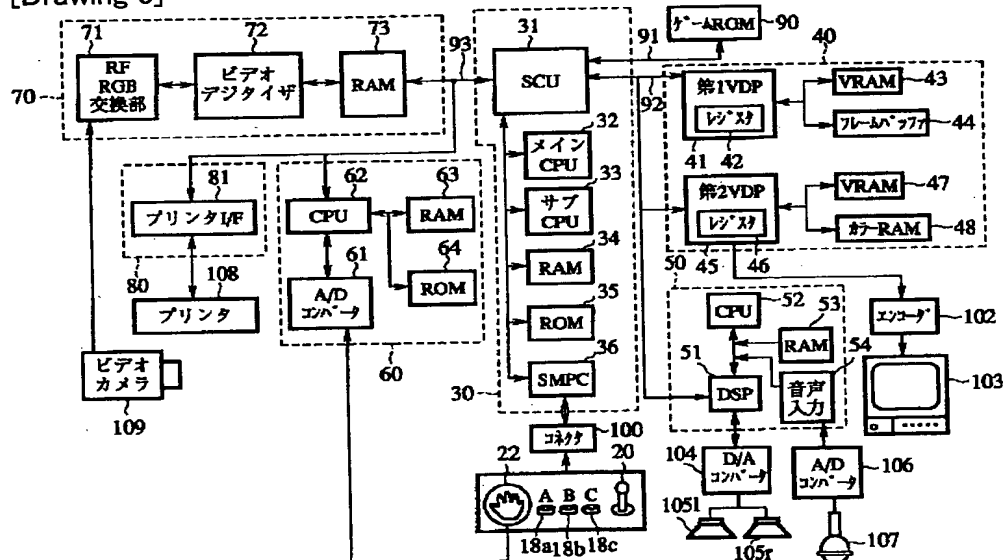 71
RF
RGB
交換部
72
ビデオ
デジタイザ
73
RAM
70
93
31
SCU
91
92
ゲームROM
90
40
第1VDP
レジスタ
41
42
VRAM
43
フレームバッファ
44
第2VDP
レジスタ
45
46
VRAM
47
カラーRAM
48
32
メイン
CPU
33
サブ
CPU
34
RAM
35
ROM
36
SMPC
30
81
プリンタI/F
80
108
プリンタ
ビデオ
カメラ
109
62
CPU
63
RAM
64
ROM
61
A/D
コンバータ
60
50
CPU
52
53
RAM
54
51
DSP
音声
入力
エンコーダ
102
103
104
D/A
コンバータ
A/D
コンバータ
106
105l
105r
107
コネクタ
100
22
A
B
C
20
18a
18b
18c